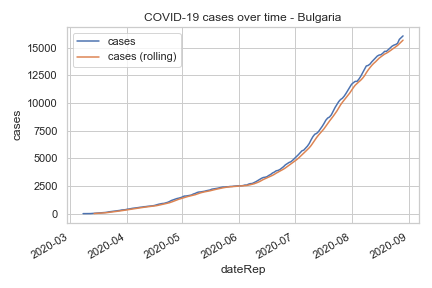 COVID-19 cases over time - Bulgaria
cases
cases (rolling)
15000
12500
10000
7500
5000
2500
0
cases
2020-03
2020-04
2020-05
2020-06
2020-07
2020-08
2020-09
dateRep